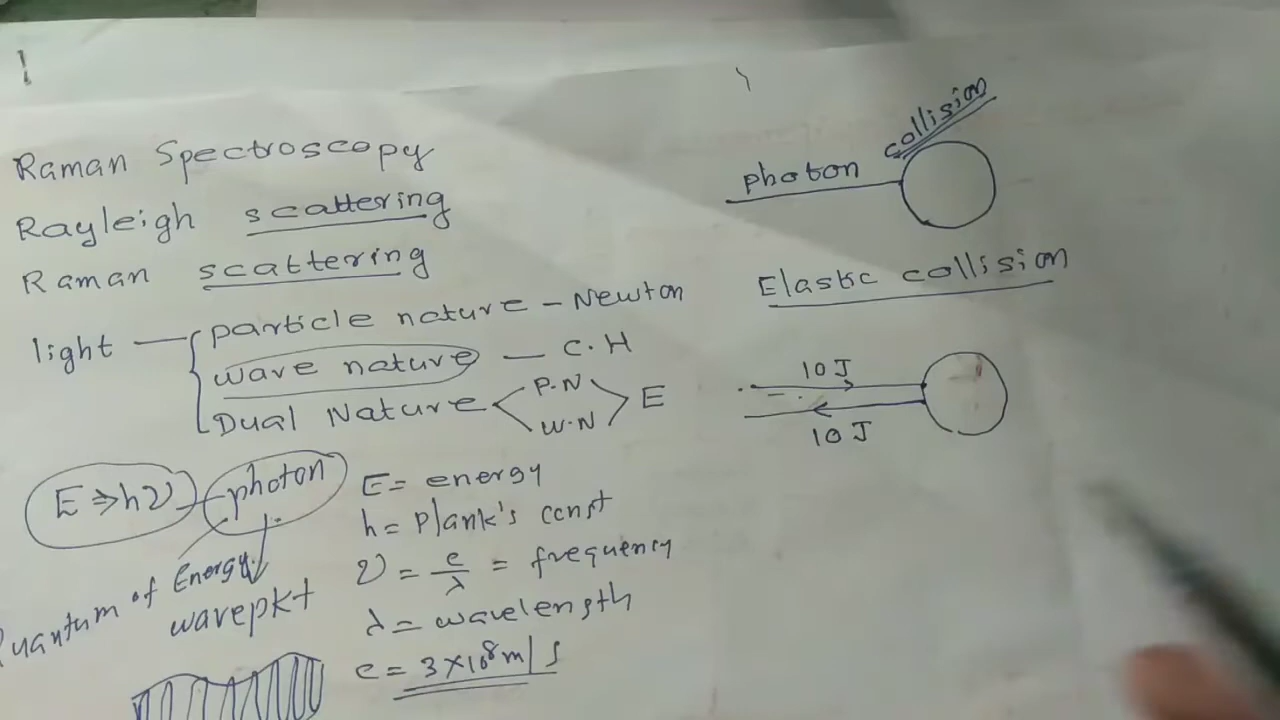 Raman Spectroscopy
Rayleigh scattering
Raman scattering
light — particle nature - Newton
wave nature — C.H
Dual Nature P.N W.N E
E ⇒ hν photon
Quantum of Energy
wavepkt
E = energy
h = Plank's const
ν = c/λ = frequency
λ = wavelength
c = 3×10⁸ m/s
photon collision
Elastic collision
10 J
10 J